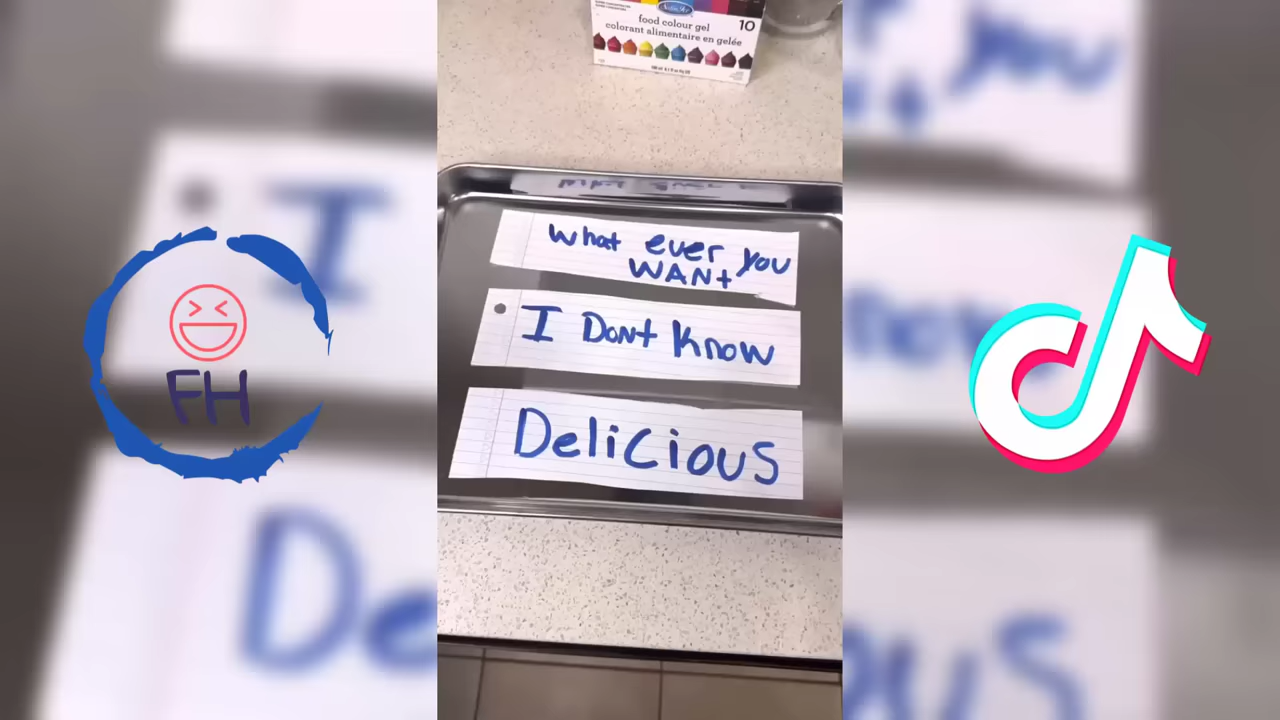 food colour gel
colorant alimentaire en gelée
10
What ever you
WANt
I Dont Know
DeliCious
FH